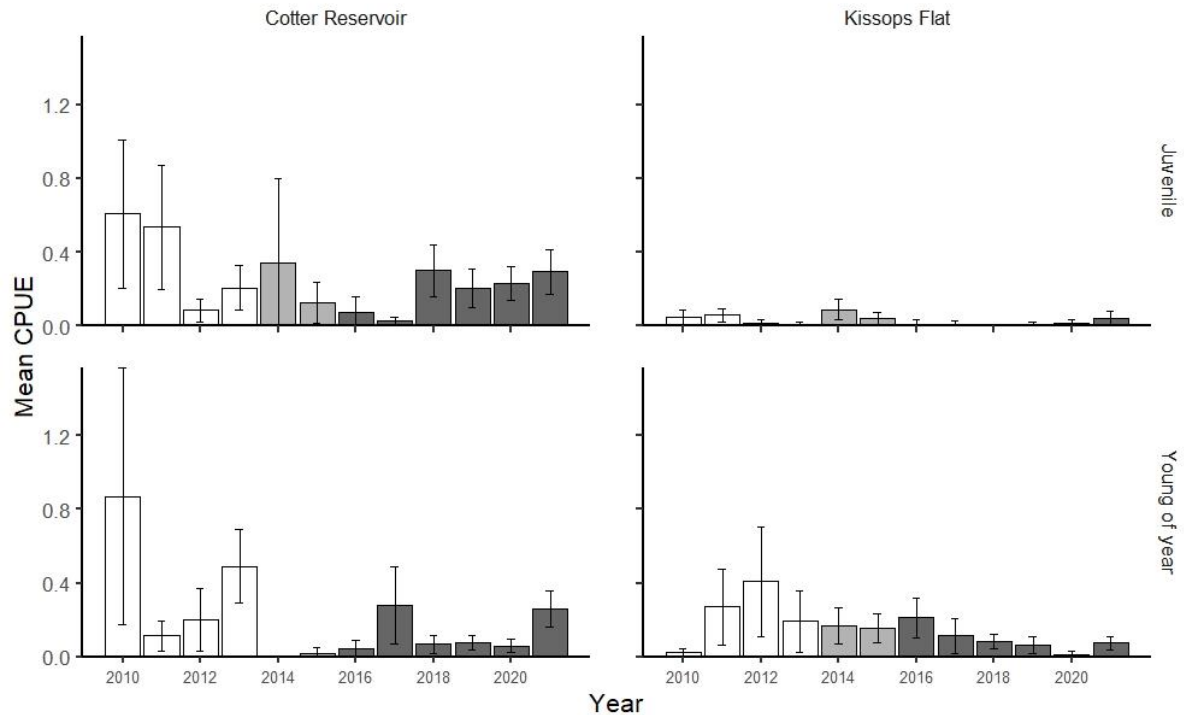 Cotter Reservoir
Kissops Flat
1.2
0.8
0.4
0.0
Juvenile
Mean CPUE
1.2
0.8
0.4
0.0
Young of year
2010 2012 2014 2016 2018 2020
2010 2012 2014 2016 2018 2020
Year